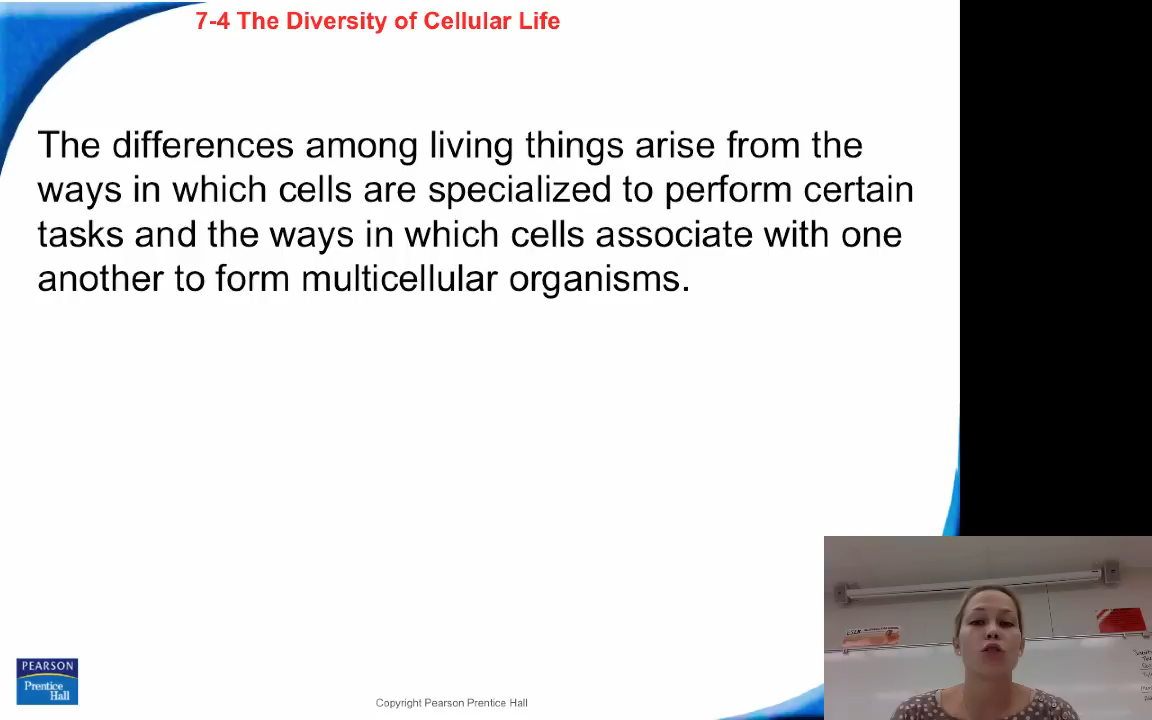 7-4 The Diversity of Cellular Life
The differences among living things arise from the
ways in which cells are specialized to perform certain
tasks and the ways in which cells associate with one
another to form multicellular organisms.
PEARSON
Prentice
Hall
Copyright Pearson Prentice Hall